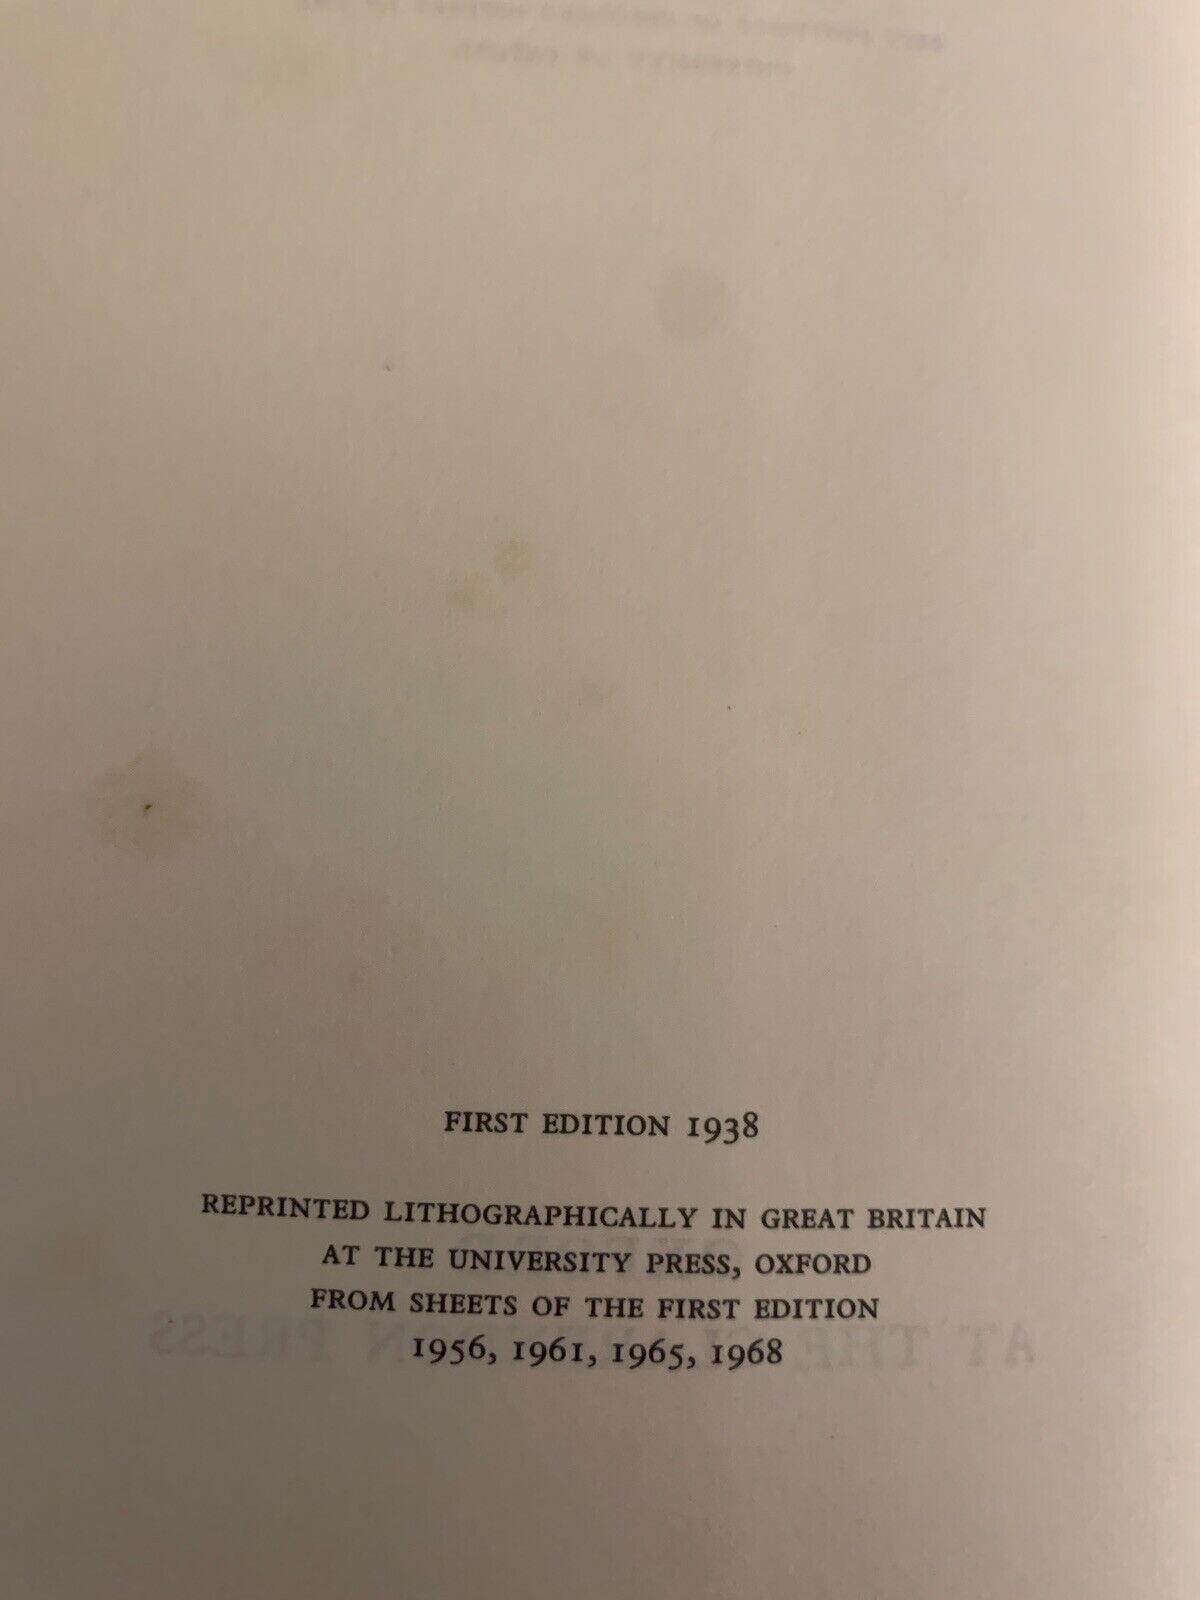 FIRST EDITION 1938
REPRINTED LITHOGRAPHICALLY IN GREAT BRITAIN
AT THE UNIVERSITY PRESS, OXFORD
FROM SHEETS OF THE FIRST EDITION
1956, 1961, 1965, 1968